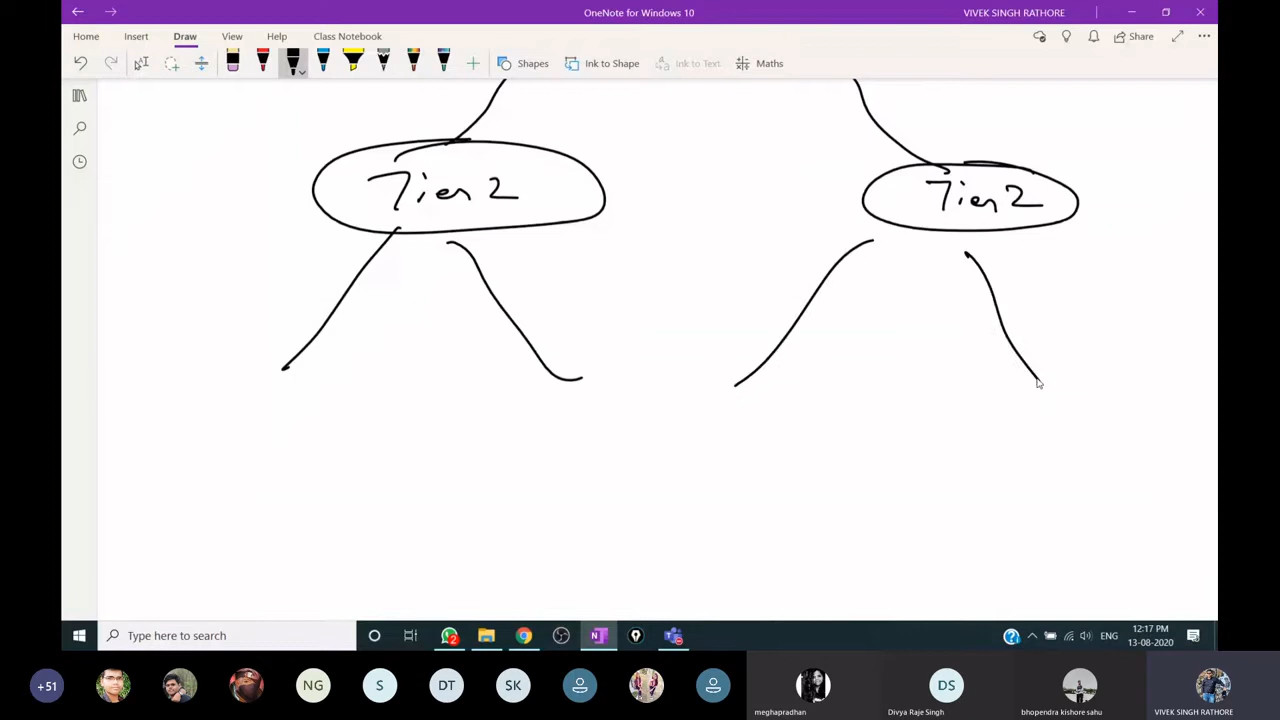 OneNote for Windows 10
VIVEK SINGH RATHORE
Home Insert Draw View Help Class Notebook
Share
Shapes Ink to Shape Ink to Text Maths
Tier 2
Tier 2
Type here to search
2
ENG
12:17 PM
13-08-2020
+51 NG S DT SK DS
meghapradhan Divya Raje Singh bhopendra kishore sahu VIVEK SINGH RATHORE